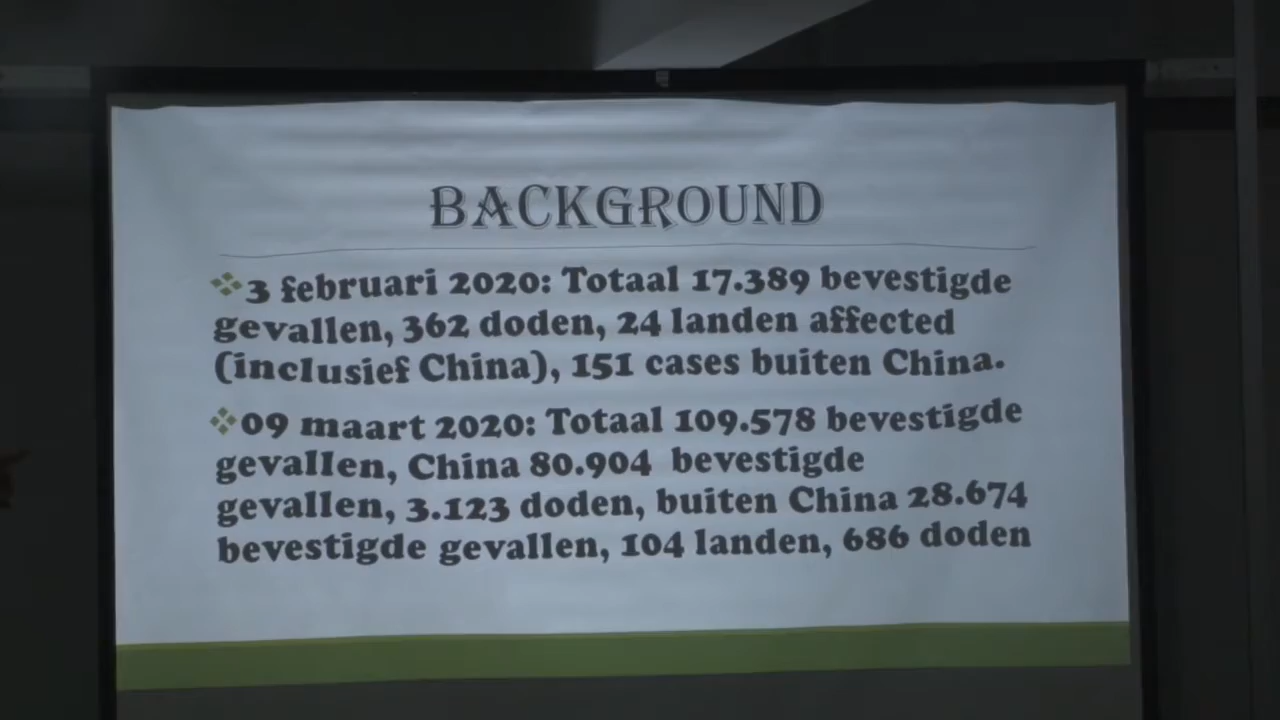 BACKGROUND
3 februari 2020: Totaal 17.389 bevestigde
gevallen, 362 doden, 24 landen affected
(inclusief China), 151 cases buiten China.
09 maart 2020: Totaal 109.578 bevestigde
gevallen, China 80.904 bevestigde
gevallen, 3.123 doden, buiten China 28.674
bevestigde gevallen, 104 landen, 686 doden